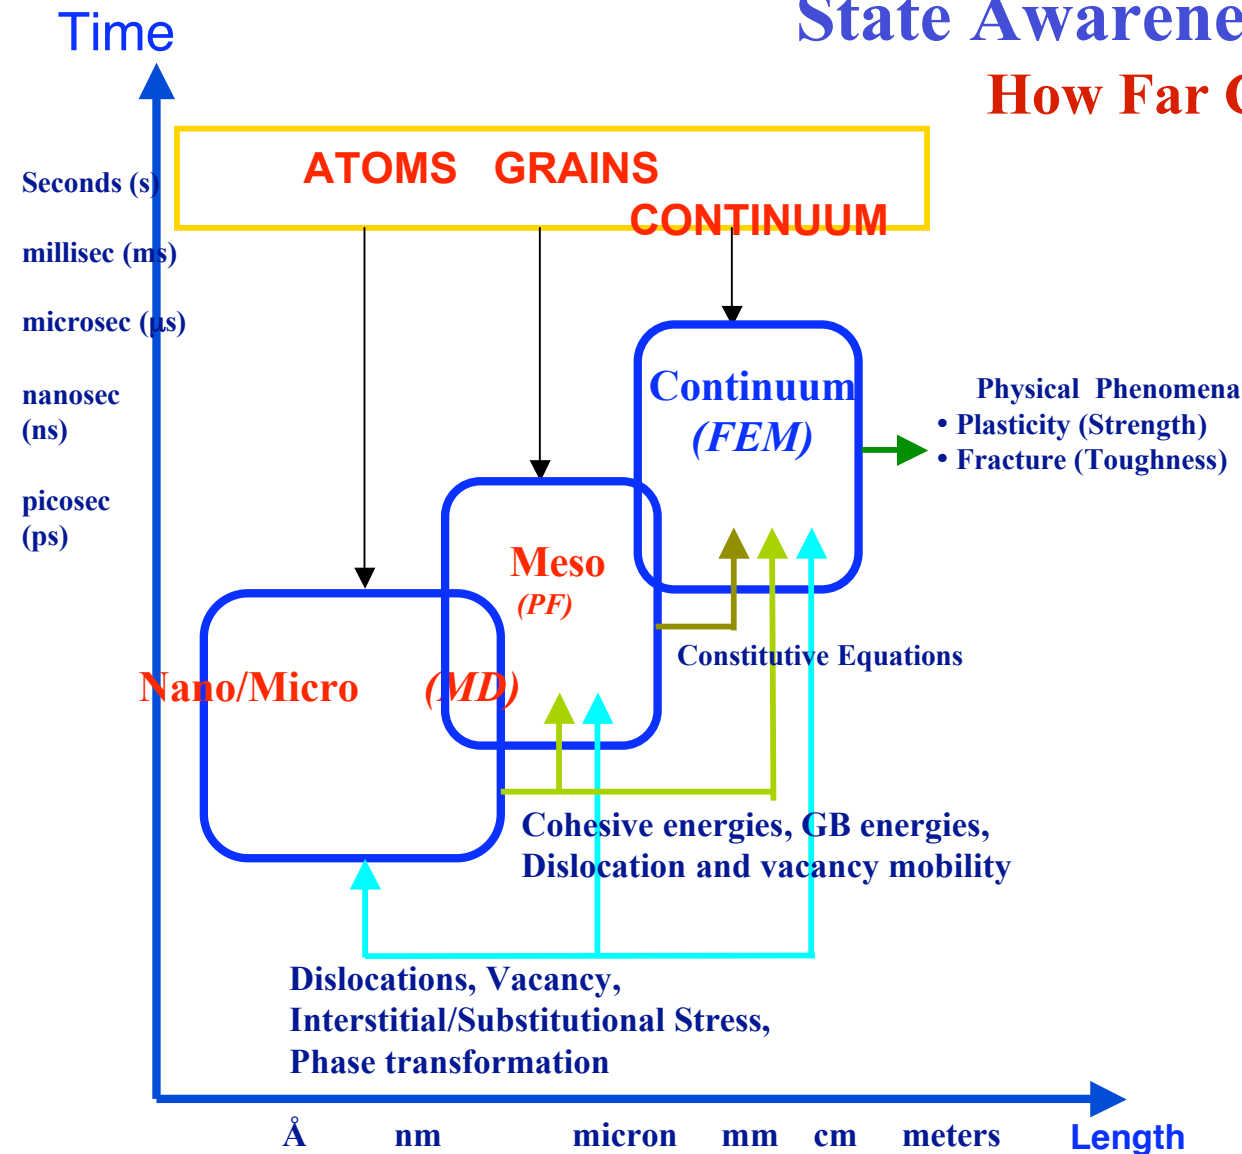 State Awarene
Time
How Far
ATOMS GRAINS
CONTINUUM
Seconds (s)
millisec (ms)
microsec (μs)
nanosec
(ns)
picosec
(ps)
Continuum
(FEM)
Physical Phenomena
• Plasticity (Strength)
• Fracture (Toughness)
Meso
(PF)
Constitutive Equations
Nano/Micro (MD)
Cohesive energies, GB energies,
Dislocation and vacancy mobility
Dislocations, Vacancy,
Interstitial/Substitutional Stress,
Phase transformation
Å nm micron mm cm meters Length